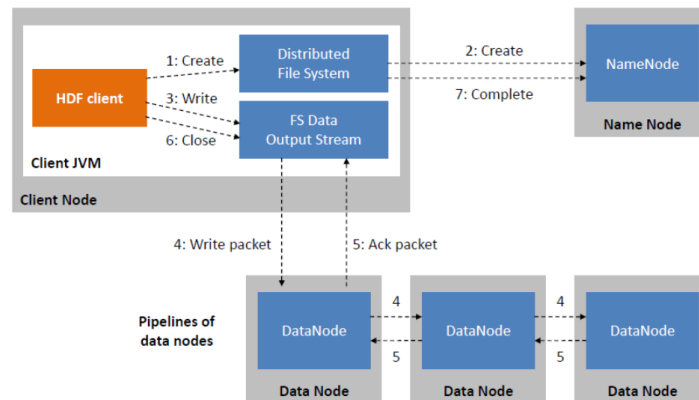 1: Create
Distributed
File System
2: Create
NameNode
HDF client
3: Write
7: Complete
6: Close
FS Data
Output Stream
Name Node
Client JVM
Client Node
4: Write packet
5: Ack packet
Pipelines of
data nodes
DataNode
4
5
DataNode
4
5
DataNode
Data Node
Data Node
Data Node